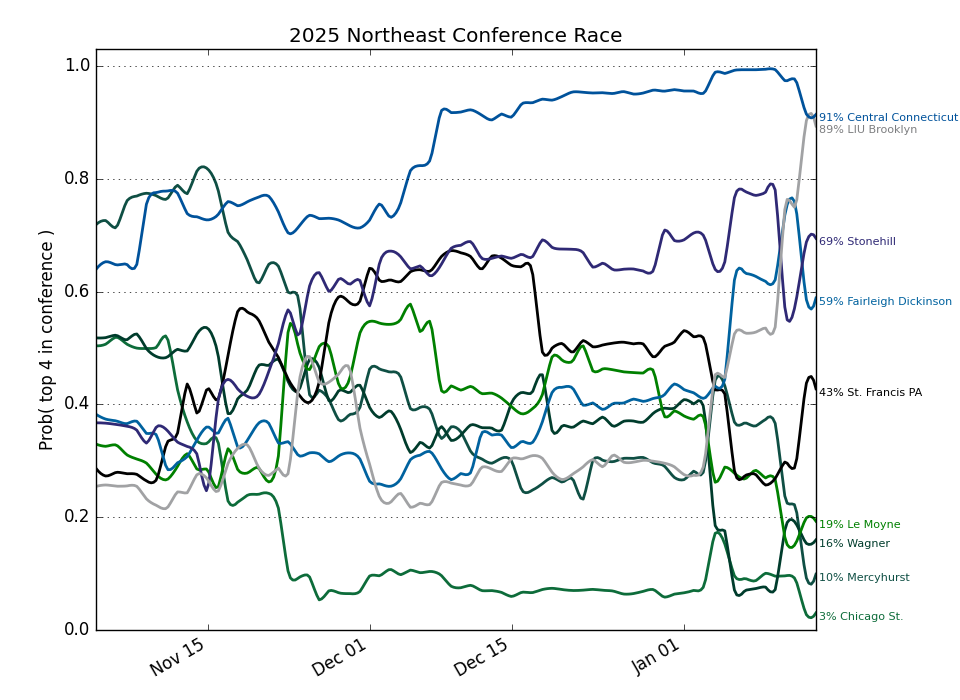 2025 Northeast Conference Race
Prob( top 4 in conference )
1.0
0.8
0.6
0.4
0.2
0.0
Nov 15
Dec 01
Dec 15
Jan 01
91% Central Connecticut
89% LIU Brooklyn
69% Stonehill
59% Fairleigh Dickinson
43% St. Francis PA
19% Le Moyne
16% Wagner
10% Mercyhurst
3% Chicago St.